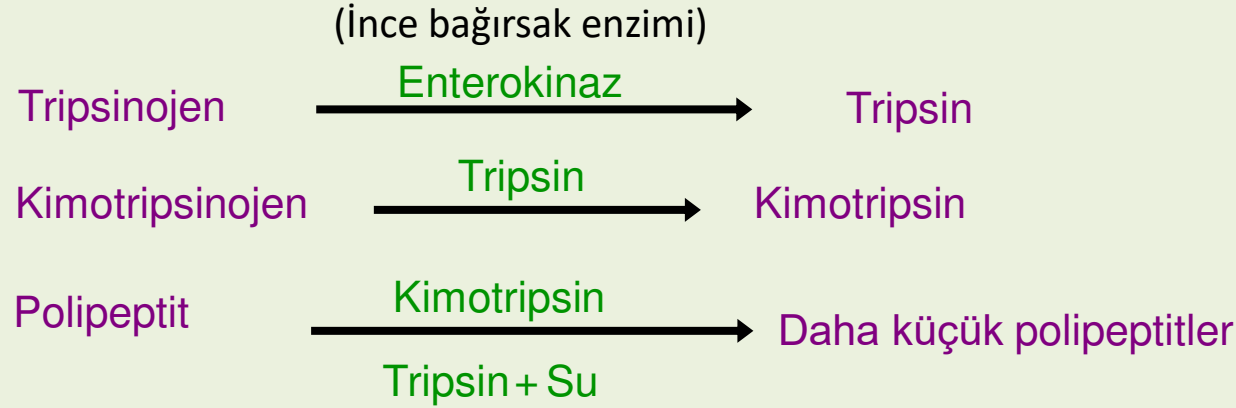 (İnce bağırsak enzimi)
Enterokinaz
Tripsinojen
Tripsin
Tripsin
Kimotripsinojen
Kimotripsin
Kimotripsin
Polipeptit
Daha küçük polipeptitler
Tripsin + Su